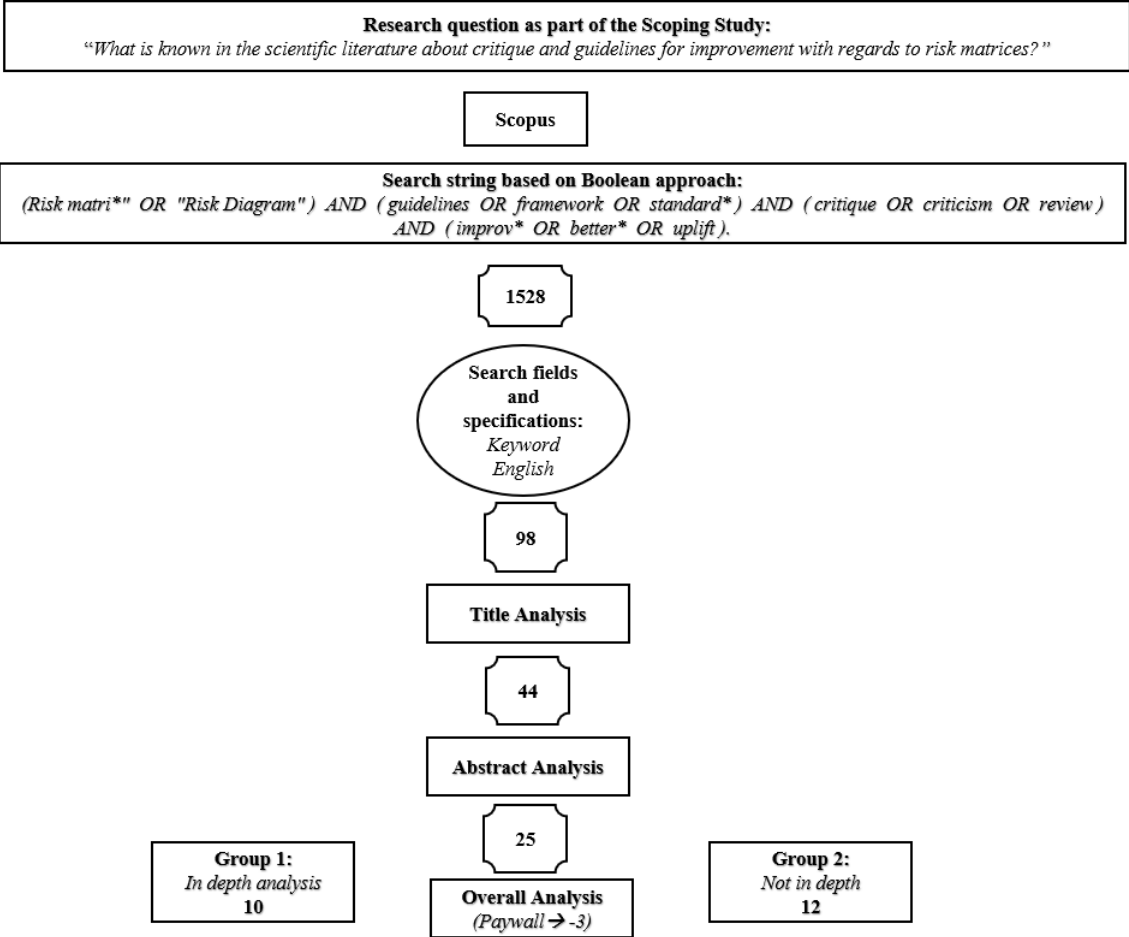 Research question as part of the Scoping Study:
“What is known in the scientific literature about critique and guidelines for improvement with regards to risk matrices?”
Scopus
Search string based on Boolean approach:
(Risk matri*" OR "Risk Diagram") AND (guidelines OR framework OR standard*) AND (critique OR criticism OR review)
AND (improv* OR better* OR uplift).
1528
Search fields
and
specifications:
Keyword
English
98
Title Analysis
44
Abstract Analysis
25
Group 1:
In depth analysis
10
Overall Analysis
(Paywall → -3)
Group 2:
Not in depth
12